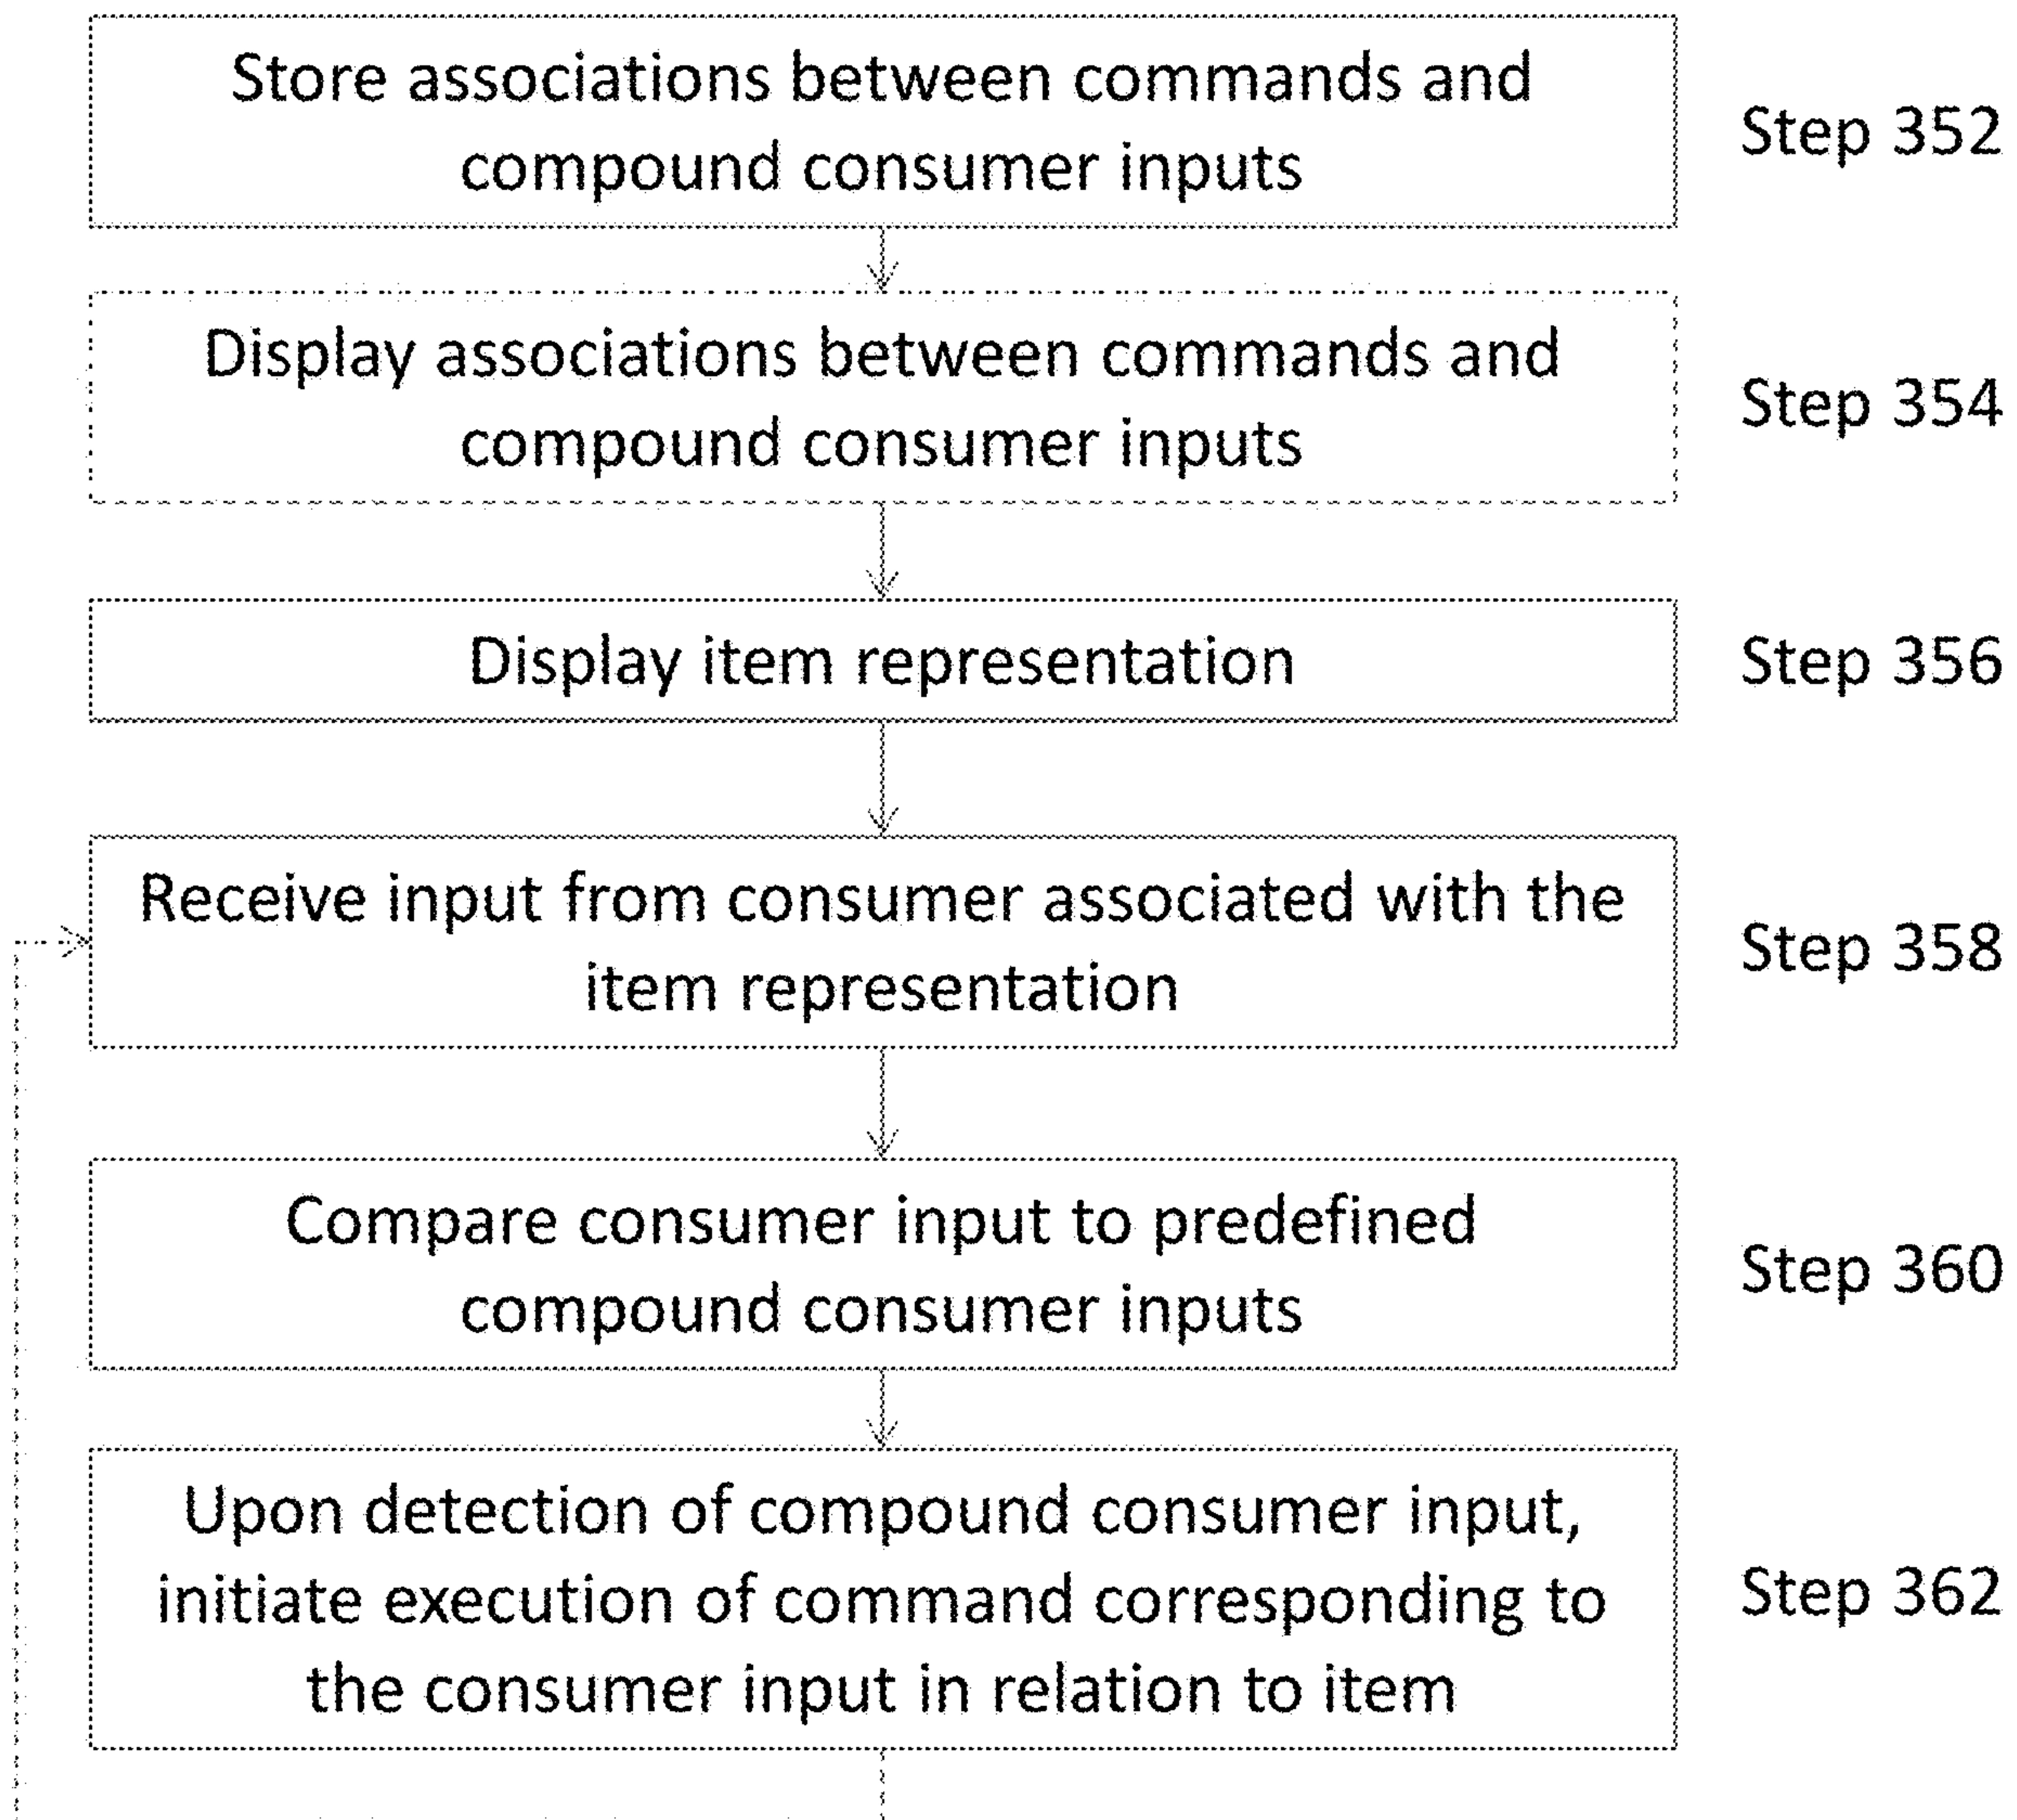 Store associations between commands and
compound consumer inputs
Step 352
Display associations between commands and
compound consumer inputs
Step 354
Display item representation
Step 356
Receive input from consumer associated with the
item representation
Step 358
Compare consumer input to predefined
compound consumer inputs
Step 360
Upon detection of compound consumer input,
initiate execution of command corresponding to
the consumer input in relation to item
Step 362